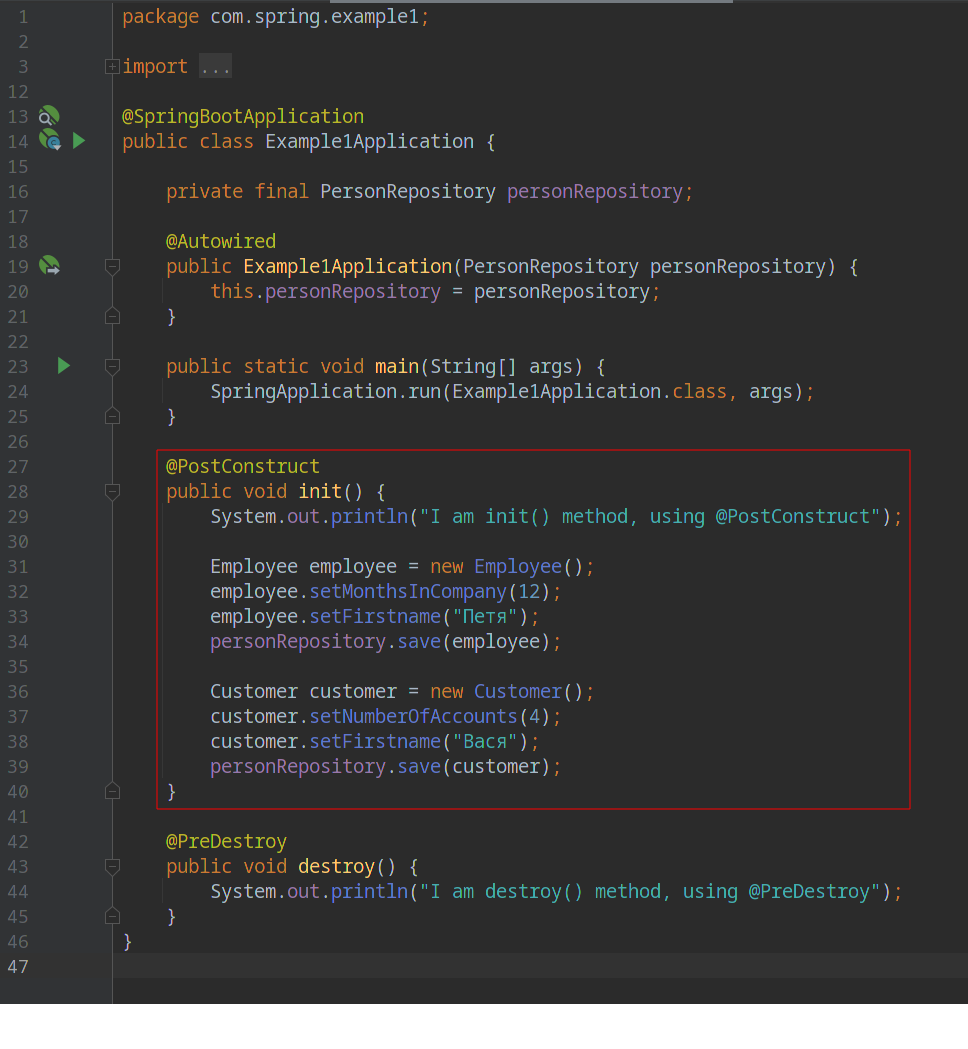 1 package com.spring.example1;
2
3 import ...
12
13 @SpringBootApplication
14 public class Example1Application {
15
16 private final PersonRepository personRepository;
17
18 @Autowired
19 public Example1Application(PersonRepository personRepository) {
20 this.personRepository = personRepository;
21 }
22
23 public static void main(String[] args) {
24 SpringApplication.run(Example1Application.class, args);
25 }
26
27 @PostConstruct
28 public void init() {
29 System.out.println("I am init() method, using @PostConstruct");
30
31 Employee employee = new Employee();
32 employee.setMonthsInCompany(12);
33 employee.setFirstname("Петя");
34 personRepository.save(employee);
35
36 Customer customer = new Customer();
37 customer.setNumberOfAccounts(4);
38 customer.setFirstname("Вася");
39 personRepository.save(customer);
40 }
41
42 @PreDestroy
43 public void destroy() {
44 System.out.println("I am destroy() method, using @PreDestroy");
45 }
46 }
47